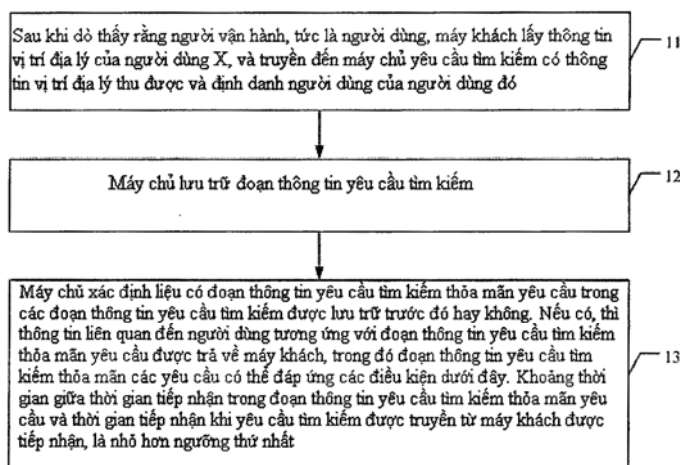 Sau khi dò thấy rằng người vận hành, tức là người dùng, máy khách lấy thông tin
vị trí địa lý của người dùng X, và truyền đến máy chủ yêu cầu tìm kiếm có thông
tin vị trí địa lý thu được và định danh người dùng của người dùng đó
11
Máy chủ lưu trữ đoạn thông tin yêu cầu tìm kiếm
12
Máy chủ xác định liệu có đoạn thông tin yêu cầu tìm kiếm thỏa mãn yêu cầu trong
các đoạn thông tin yêu cầu tìm kiếm được lưu trữ trước đó hay không. Nếu có, thì
thông tin liên quan đến người dùng tương ứng với đoạn thông tin yêu cầu tìm kiếm
thỏa mãn yêu cầu được trả về máy khách, trong đó đoạn thông tin yêu cầu tìm
kiếm thỏa mãn các yêu cầu có thể đáp ứng các điều kiện dưới đây. Khoảng thời
gian giữa thời gian tiếp nhận trong đoạn thông tin yêu cầu tìm kiếm thỏa mãn yêu
cầu và thời gian tiếp nhận khi yêu cầu tìm kiếm được truyền từ máy khách được
tiếp nhận, là nhỏ hơn ngưỡng thứ nhất
13